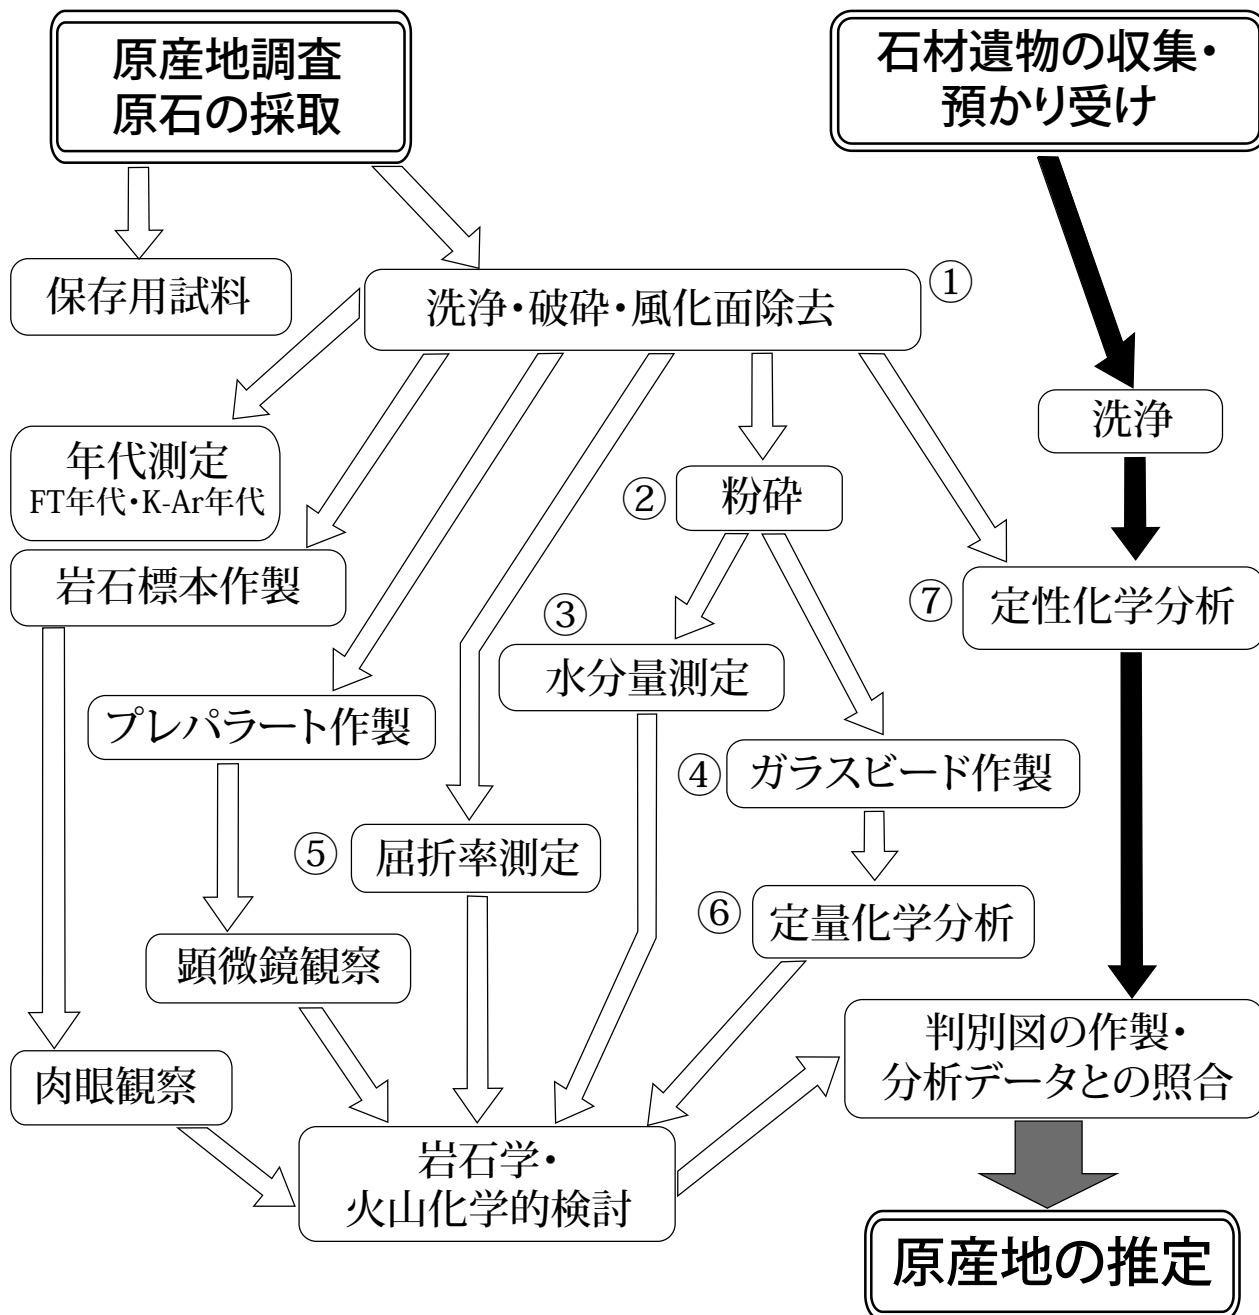 原産地調査
原石の採取
石材遺物の収集・
預かり受け
保存用試料
洗浄・破砕・風化面除去
①
洗浄
年代測定
FT年代・K-Ar年代
②
粉砕
岩石標本作製
⑦
定性化学分析
③
水分量測定
プレパラート作製
④
ガラスビード作製
⑤
屈折率測定
⑥
定量化学分析
顕微鏡観察
判別図の作製・
分析データとの照合
肉眼観察
岩石学・
火山化学的検討
原産地の推定